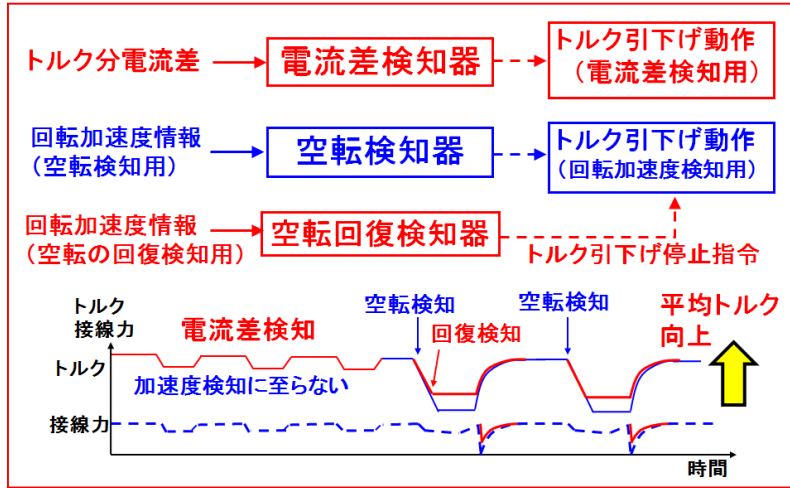 トルク分電流差
電流差検知器
トルク引下げ動作
(電流差検知用)
回転加速度情報
(空転検知用)
空転検知器
トルク引下げ動作
(回転加速度検知用)
回転加速度情報
(空転の回復検知用)
空転回復検知器
トルク引下げ停止指令
トルク
接線力
電流差検知
空転検知
回復検知
空転検知
平均トルク
向上
トルク
加速度検知に至らない
接線力
時間